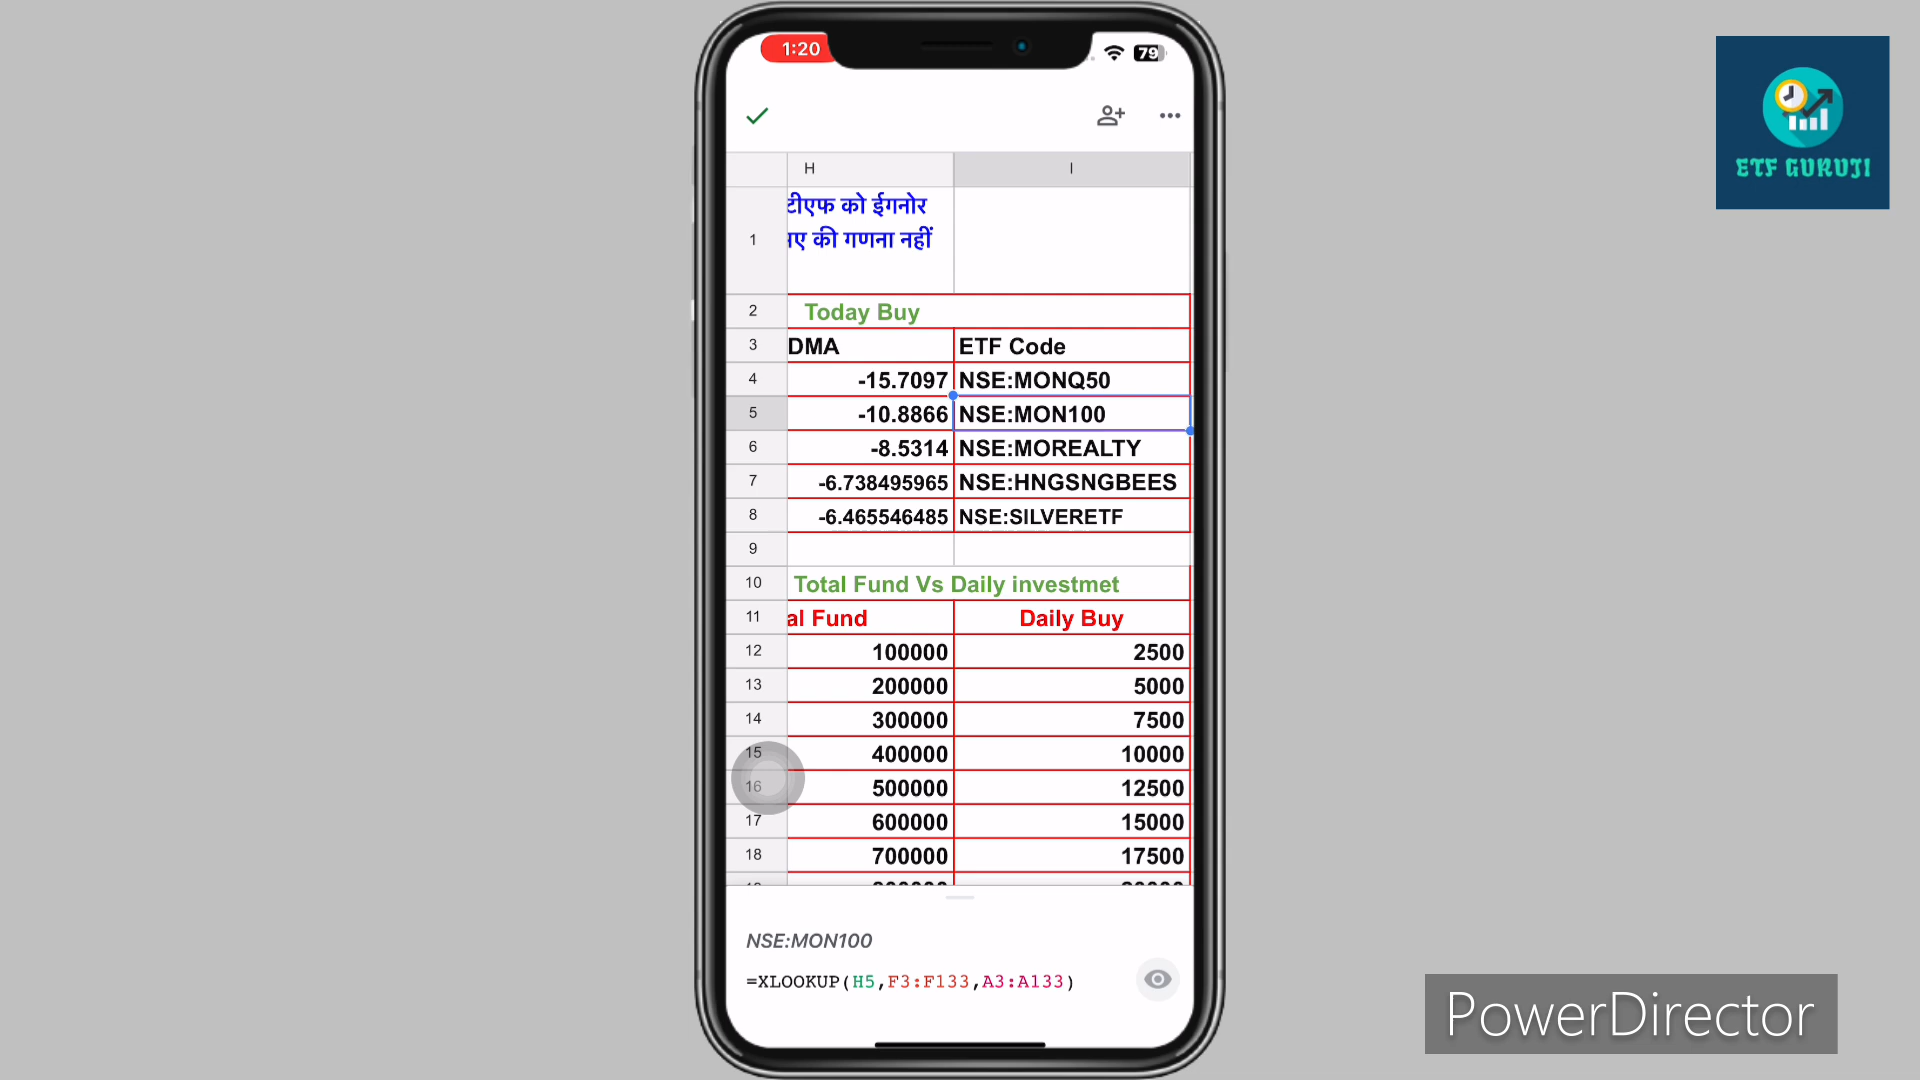 1:20
79
ETF GURUJI
H I
1 टीएफ को ईगनोर
की गणना नहीं
2 Today Buy
3 DMA ETF Code
4 -15.7097 NSE:MONQ50
5 -10.8866 NSE:MON100
6 -8.5314 NSE:MOREALTY
7 -6.738495965 NSE:HNGSNGBEES
8 -6.465546485 NSE:SILVERETF
9
10 Total Fund Vs Daily investmet
11 al Fund Daily Buy
12 100000 2500
13 200000 5000
14 300000 7500
15 400000 10000
16 500000 12500
17 600000 15000
18 700000 17500
NSE:MON100
=XLOOKUP(H5,F3:F133,A3:A133)
PowerDirector